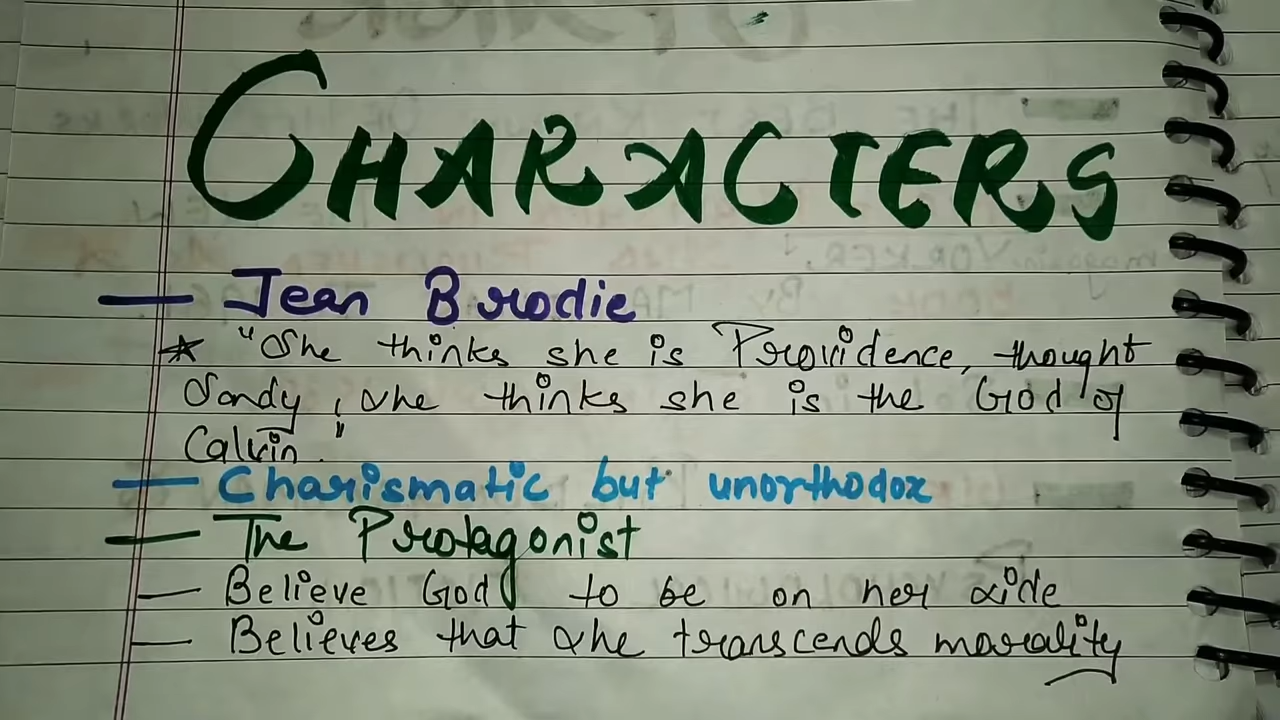 CHARACTERS
— Jean Brodie
* "She thinks she is Providence, thought
Sandy, she thinks she is the God of
Calvin."
— Charismatic but unorthodox
— The Protagonist
— Believe God to be on her side
— Believes that she transcends morality